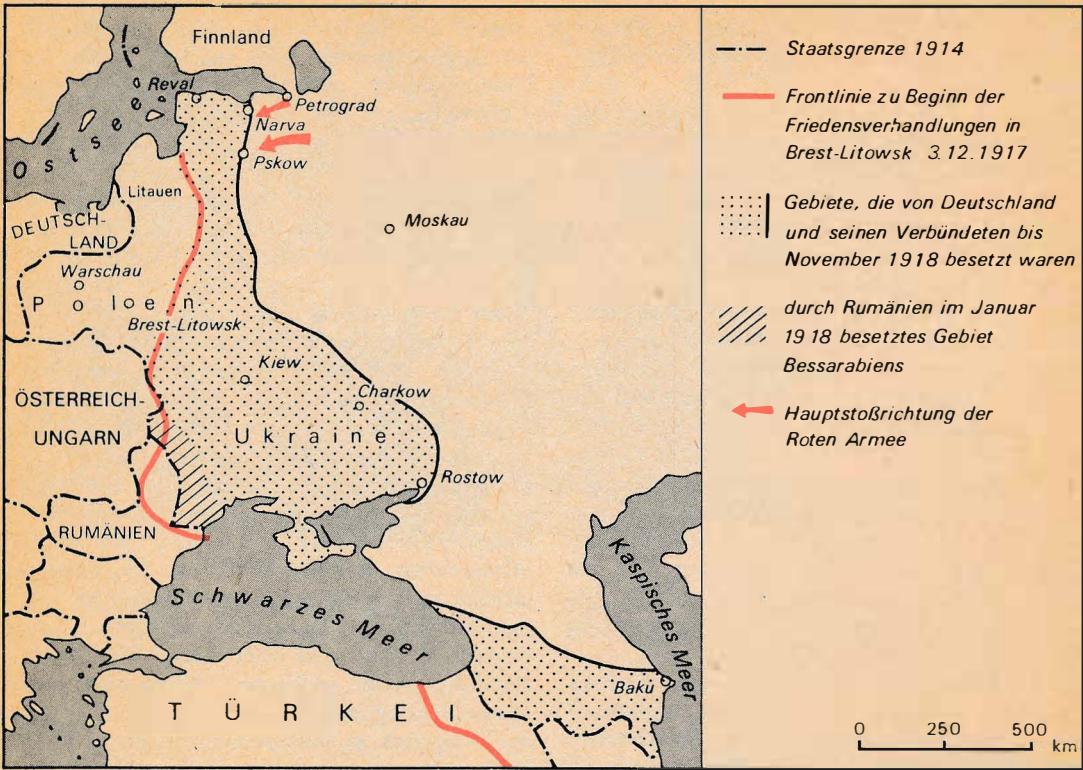 Finnland
Reval
Petrograd
Narva
Pskow
Ostsee
Litauen
Moskau
DEUTSCH-
LAND
Warschau
Polen
Brest-Litowsk
Kiew
Charkow
ÖSTERREICH-
UNGARN
Ukraine
Rostow
RUMÄNIEN
Kaspisches Meer
Schwarzes Meer
Baku
TÜRKEI
Staatsgrenze 1914
Frontlinie zu Beginn der
Friedensverhandlungen in
Brest-Litowsk 3.12.1917
Gebiete, die von Deutschland
und seinen Verbündeten bis
November 1918 besetzt waren
durch Rumänien im Januar
1918 besetztes Gebiet
Bessarabiens
Hauptstoßrichtung der
Roten Armee
0 250 500
km